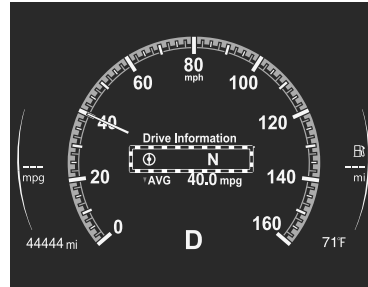 80
mph
60
100
40
120
Drive Information
N
AVG 40.0 mpg
--- mpg
20
140
--- mi
0
160
44444 mi
D
71°F